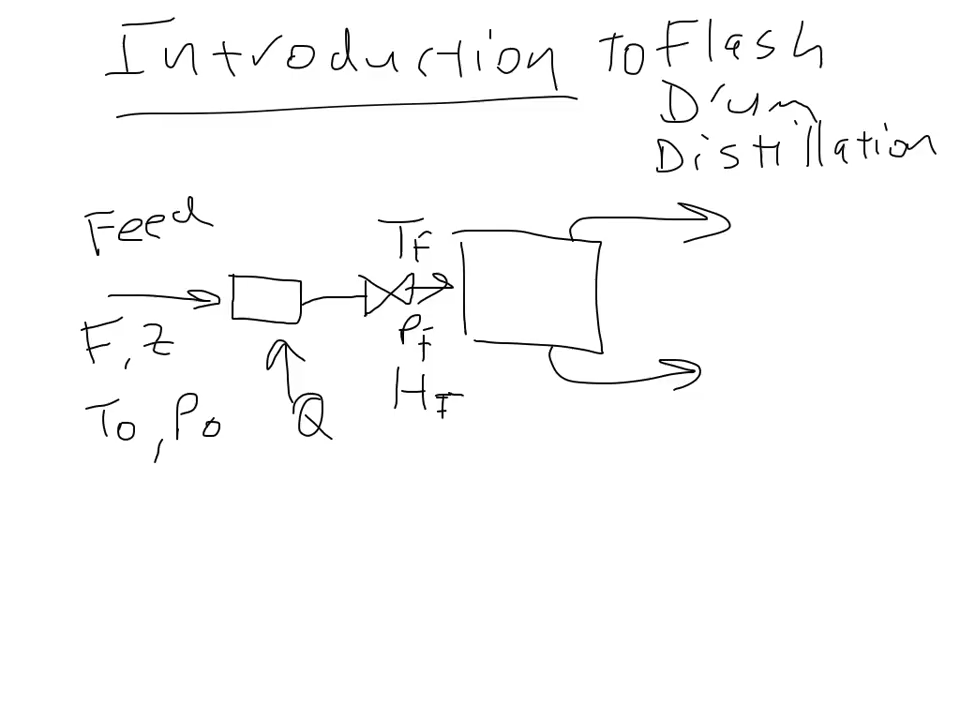 Introduction To Flash
Drum
Distillation
Feed
F, Z
To, Po
Q
TF
PF
HF